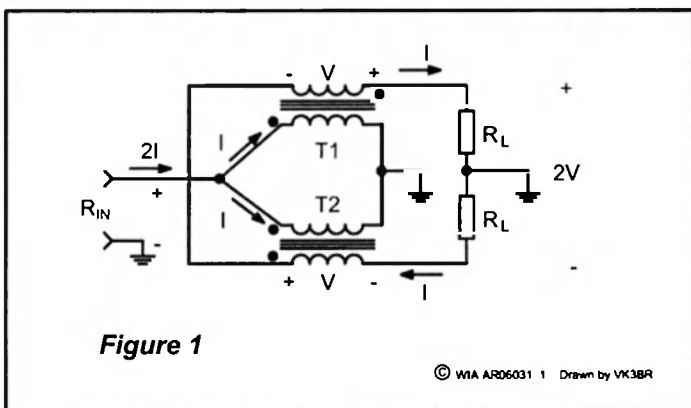 - V + I
+
I
T1
R_L
2I
+
2V
R_IN
T2
I
R_L
-
-
+ V - I
Figure 1
© WIA AR06031_1 Drawn by VK3BR